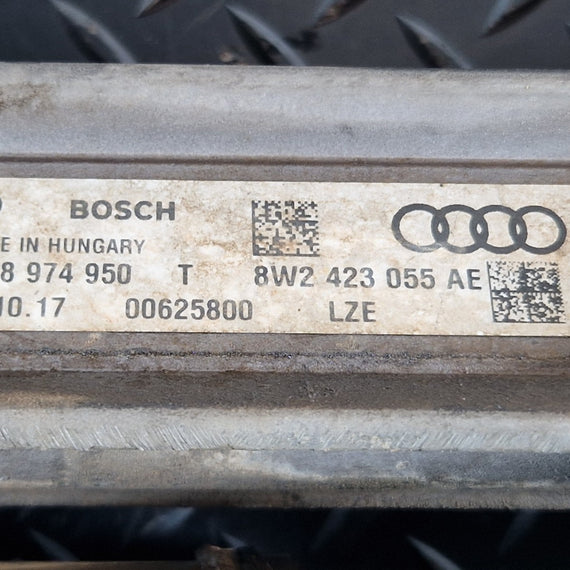 BOSCH
E IN HUNGARY
8 974 950 T 8W2 423 055 AE
10.17 00625800 LZE